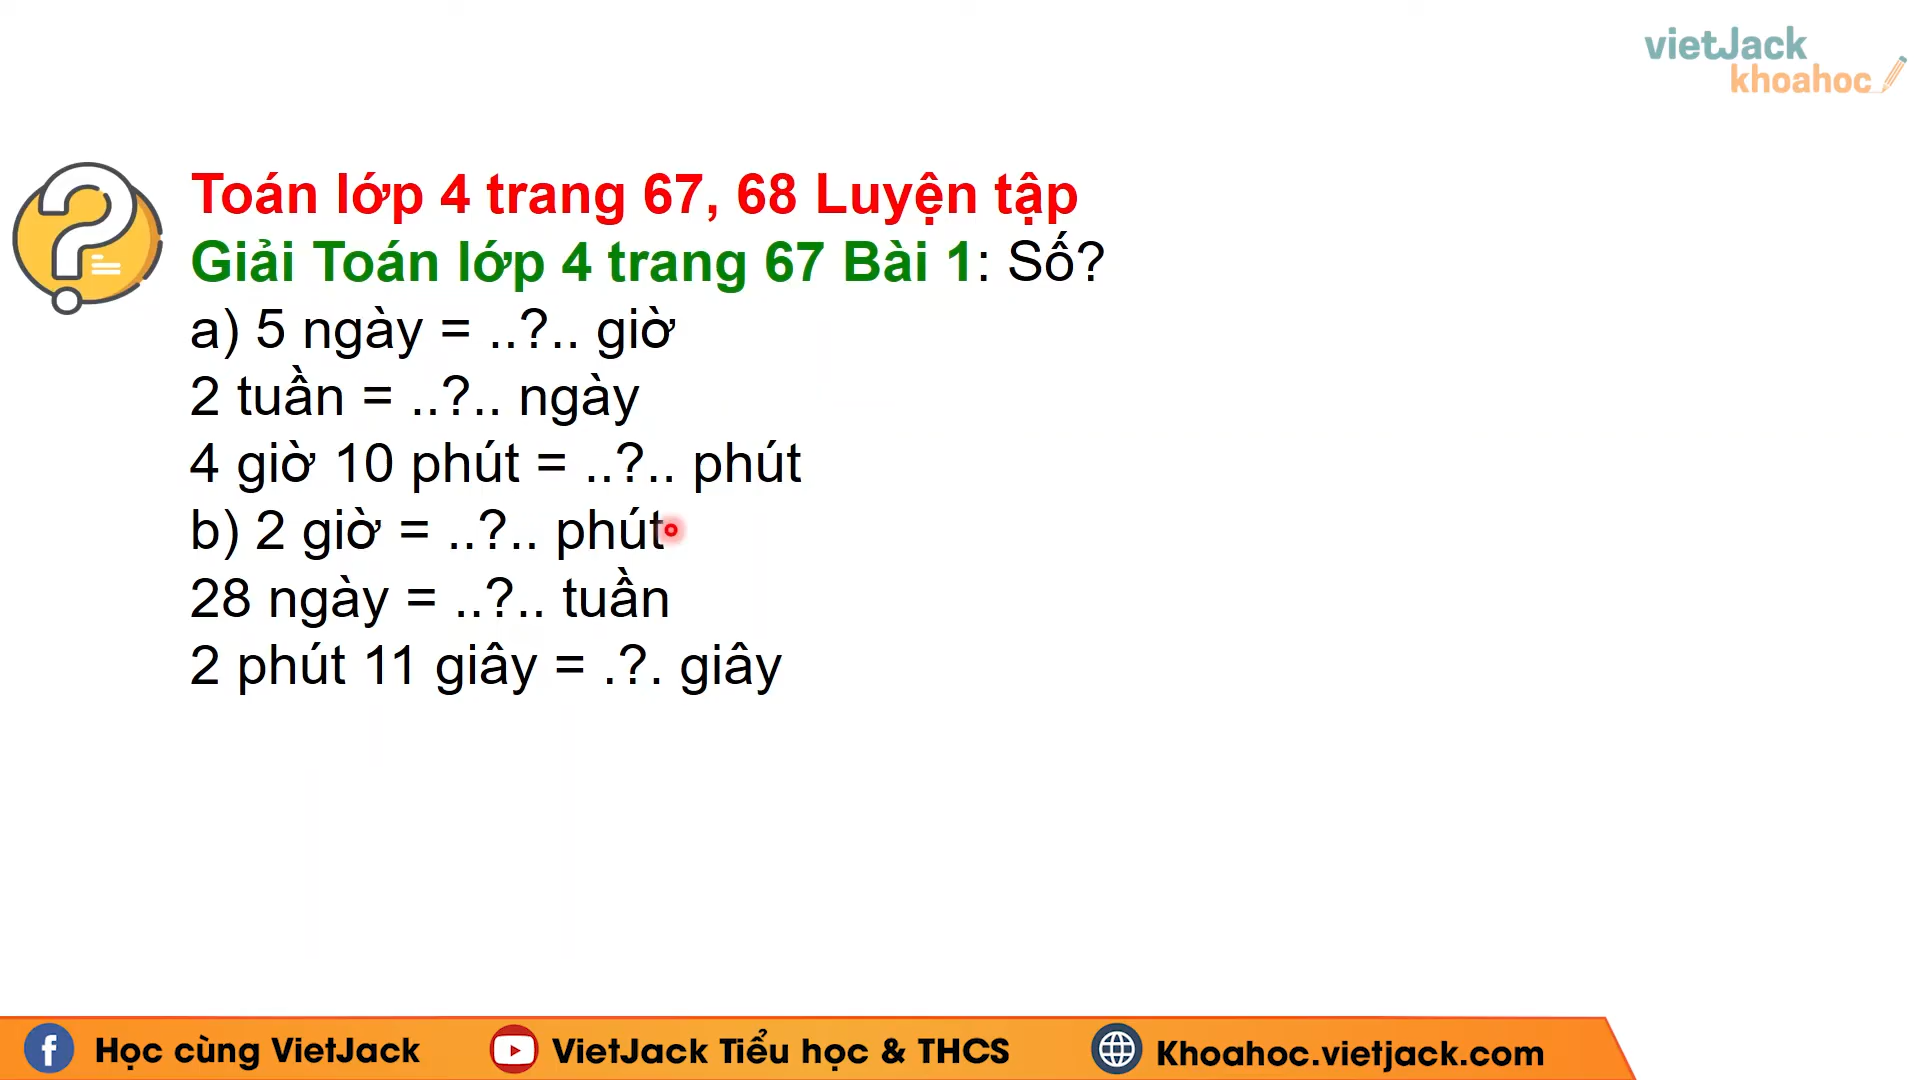 vietJack
khoahoc
Toán lớp 4 trang 67, 68 Luyện tập
Giải Toán lớp 4 trang 67 Bài 1: Số?
a) 5 ngày = ..?.. giờ
2 tuần = ..?.. ngày
4 giờ 10 phút = ..?.. phút
b) 2 giờ = ..?.. phút
28 ngày = ..?.. tuần
2 phút 11 giây = .?. giây
Học cùng VietJack
VietJack Tiểu học & THCS
Khoahoc.vietjack.com